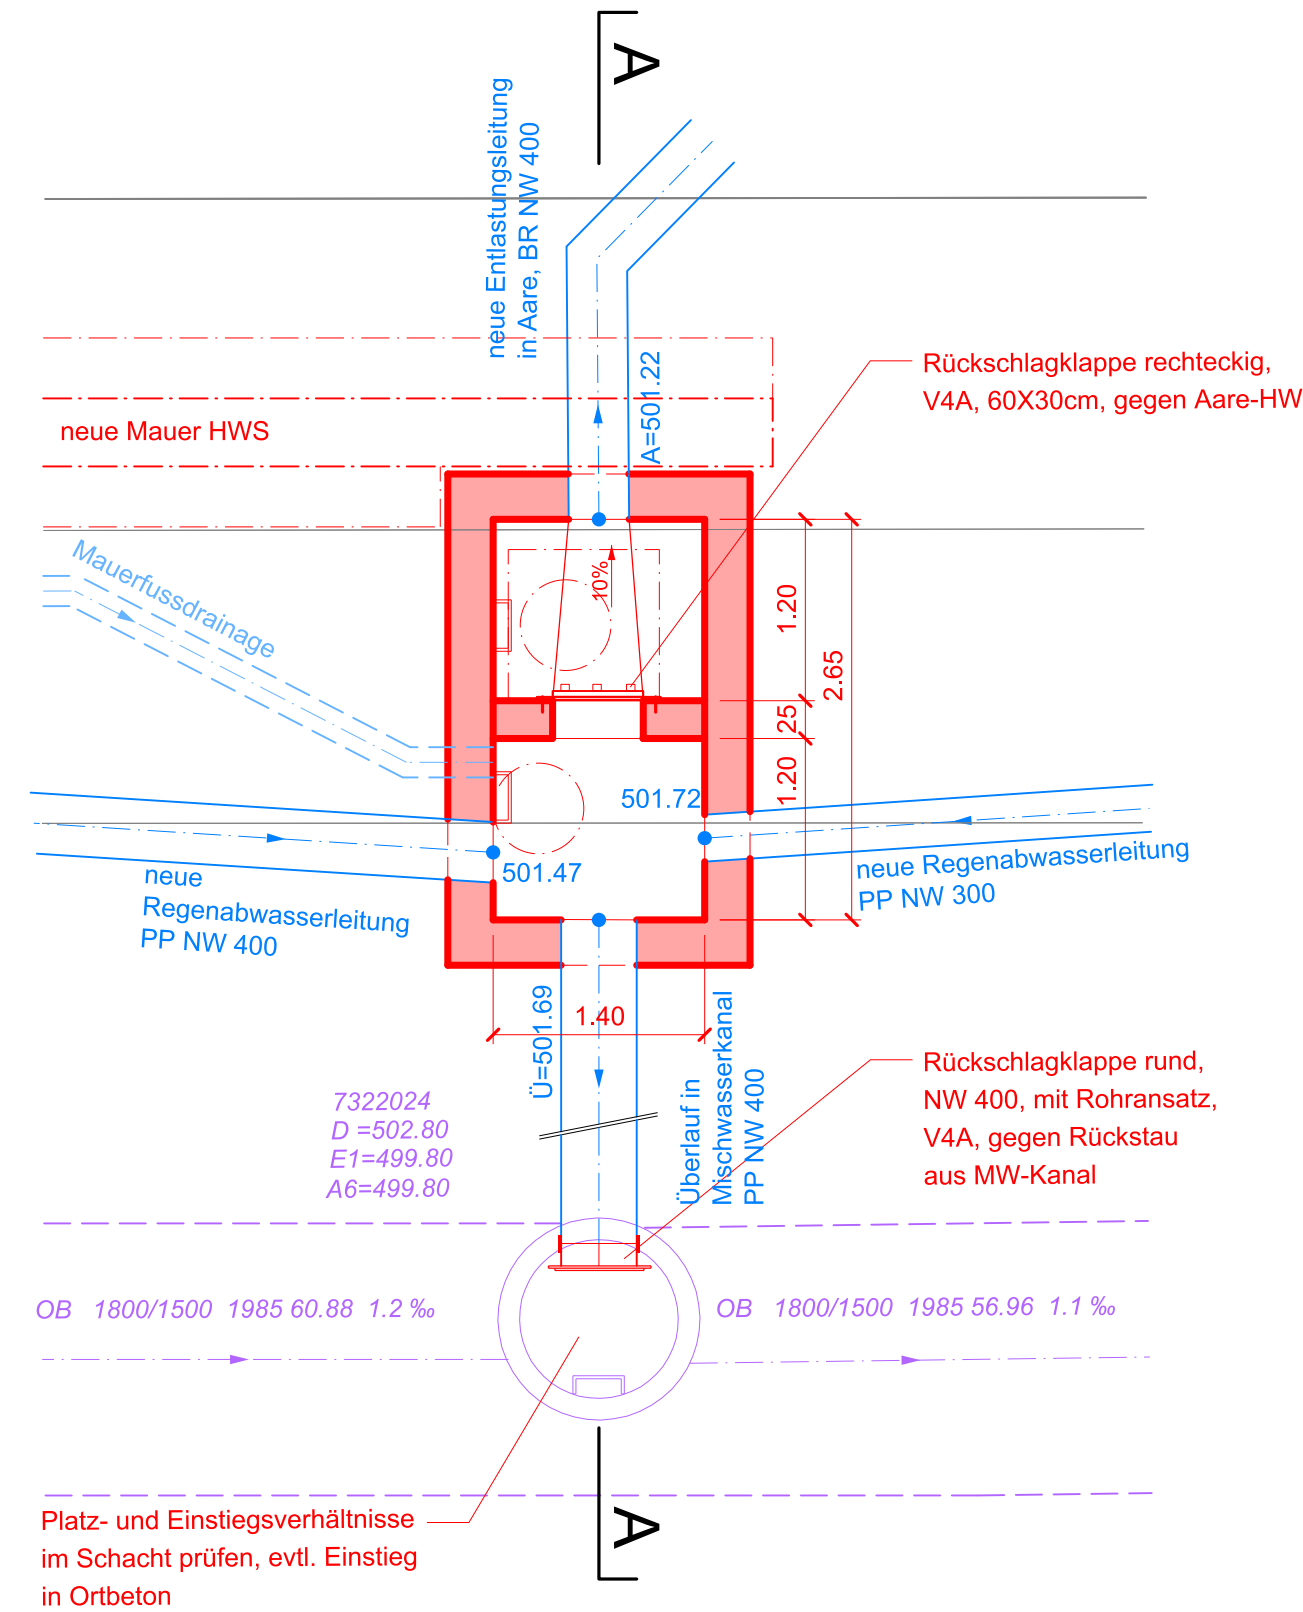 A
neue Entlastungsleitung
in Aare, BR NW 400
A=501.22
Rückschlagklappe rechteckig,
V4A, 60X30cm, gegen Aare-HW
neue Mauer HWS
Mauerfussdrainage
10%
1.20
2.65
25
1.20
501.72
501.47
neue
Regenabwasserleitung
PP NW 400
neue Regenabwasserleitung
PP NW 300
1.40
Ü=501.69
Überlauf in
Mischwasserkanal
PP NW 400
Rückschlagklappe rund,
NW 400, mit Rohransatz,
V4A, gegen Rückstau
aus MW-Kanal
7322024
D =502.80
E1=499.80
A6=499.80
OB 1800/1500 1985 60.88 1.2 ‰
OB 1800/1500 1985 56.96 1.1 ‰
Platz- und Einstiegsverhältnisse
im Schacht prüfen, evtl. Einstieg
in Ortbeton
A